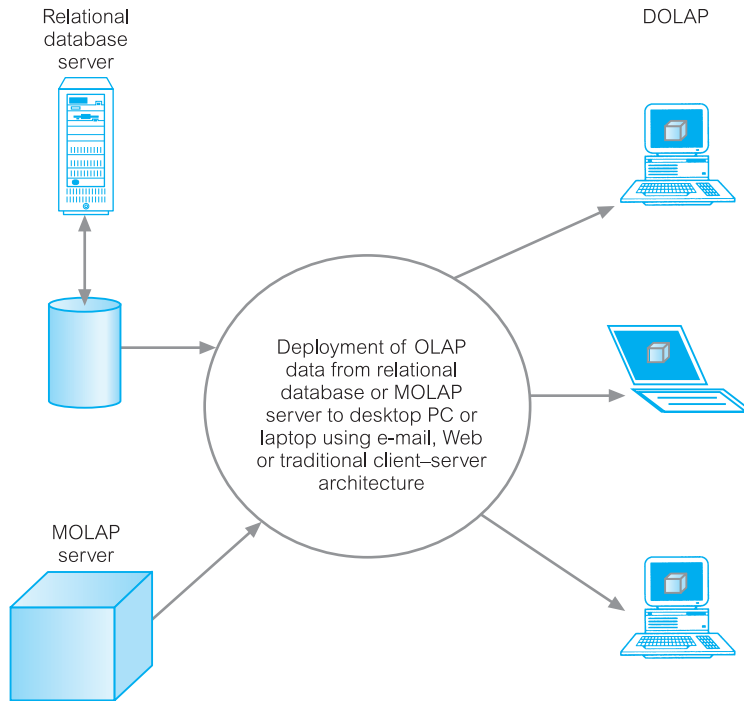 Relational
database
server
DOLAP
Deployment of OLAP
data from relational
database or MOLAP
server to desktop PC or
laptop using e-mail, Web
or traditional client–server
architecture
MOLAP
server